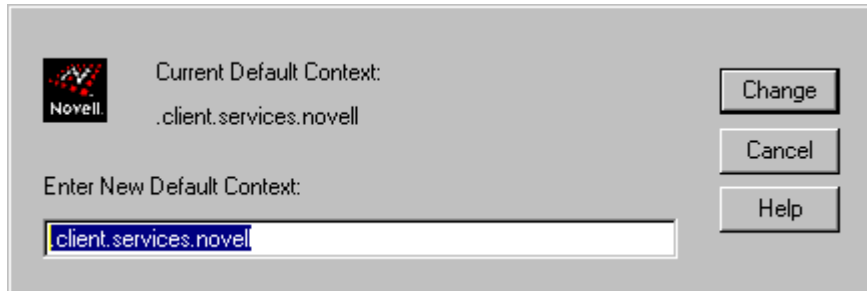 Novell.
Current Default Context:
.client.services.novell
Enter New Default Context:
.client.services.novell
Change
Cancel
Help